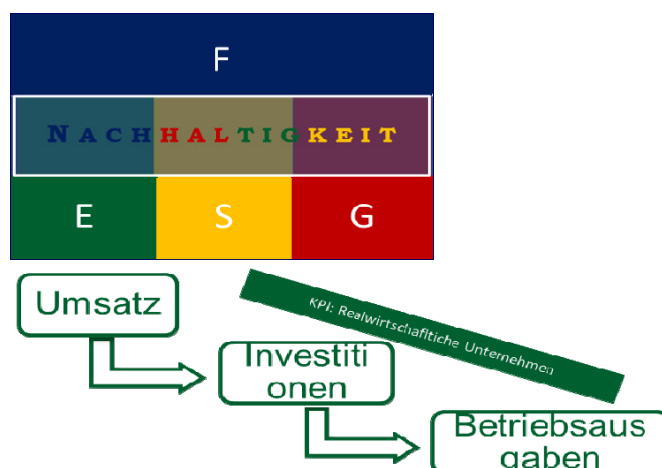 F
NACHHALTIGKEIT
E S G
Umsatz
KPI: Realwirtschaftliche Unternehmen
Investiti
onen
Betriebsaus
gaben